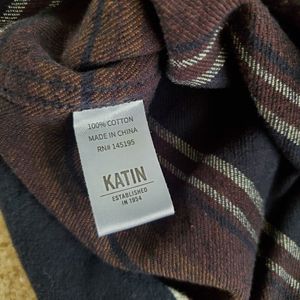 100% COTTON
MADE IN CHINA
RN# 145195
KATIN
ESTABLISHED
IN 1954